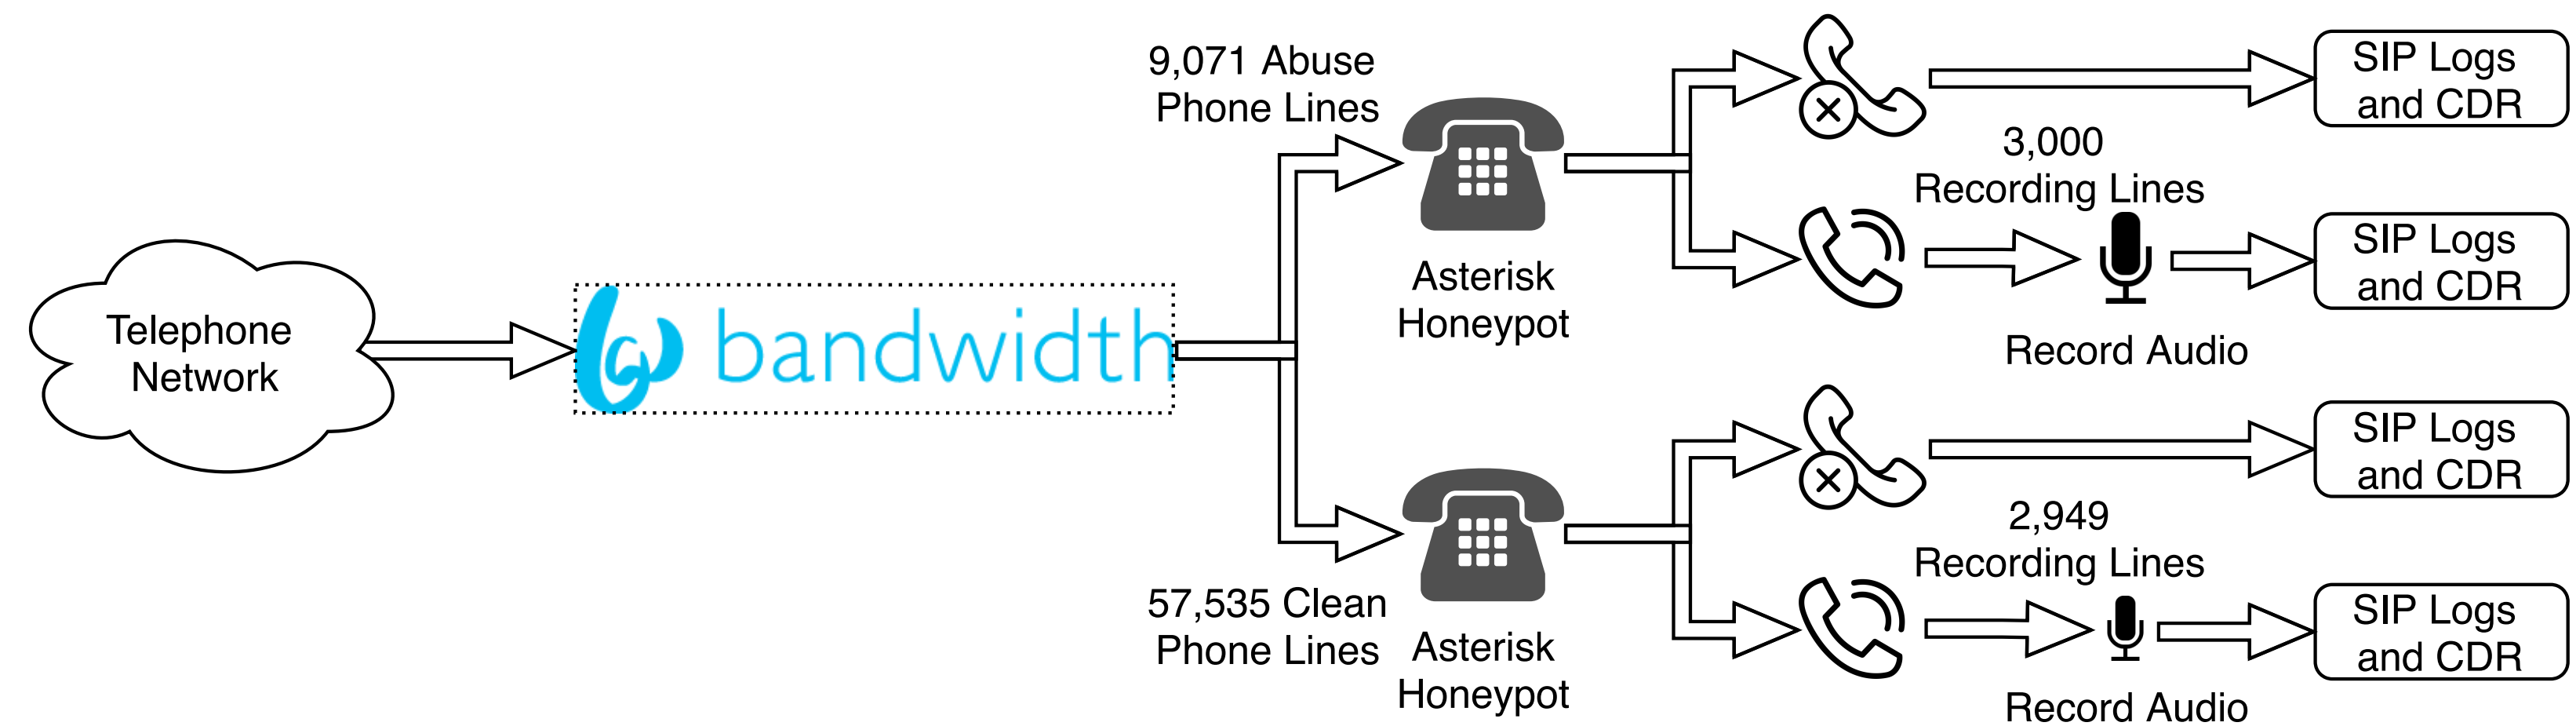 Telephone
Network
bandwidth
9,071 Abuse
Phone Lines
Asterisk
Honeypot
SIP Logs
and CDR
3,000
Recording Lines
Record Audio
SIP Logs
and CDR
57,535 Clean
Phone Lines
Asterisk
Honeypot
SIP Logs
and CDR
2,949
Recording Lines
Record Audio
SIP Logs
and CDR